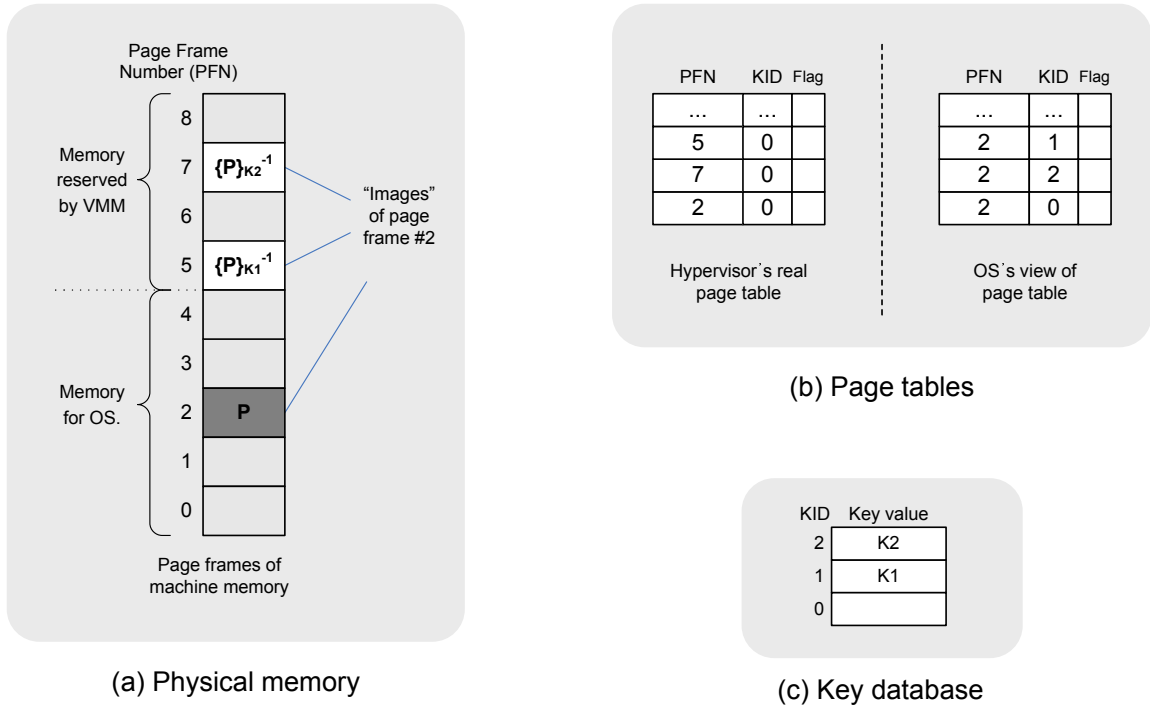 Page Frame
Number (PFN)
8
7
6
5
4
3
2
1
0
{P}K2-1
{P}K1-1
P
Memory
reserved
by VMM
Memory
for OS.
“Images”
of page
frame #2
Page frames of
machine memory
(a) Physical memory
PFN KID Flag
... ...
5 0
7 0
2 0
Hypervisor's real
page table
PFN KID Flag
... ...
2 1
2 2
2 0
OS's view of
page table
(b) Page tables
KID Key value
2 K2
1 K1
0
(c) Key database